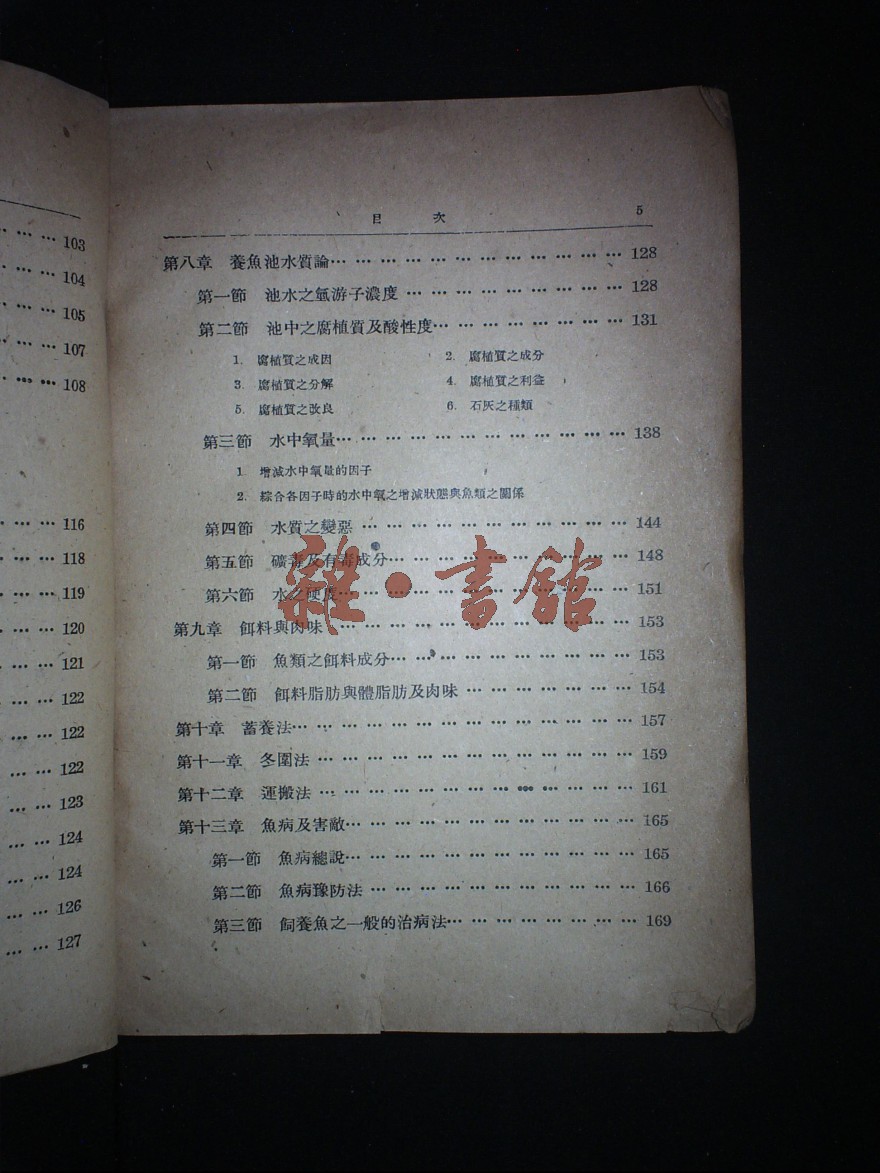 … … … 103
… … … 104
… … … 105
… … … 107
… … … 108
… … … 116
… … … 118
… … … 119
… … … 120
… … … 121
… … … 122
… … … 122
… … … 122
… … 123
… … 124
… … 124
… … 126
… … 127
目 次 5
第八章 養魚池水質論… … … … … … … … … … … … 128
第一節 池水之氫游子濃度 … … … … … … … … … 128
第二節 池中之腐植质及酸性度… … … … … … … … 131
1. 腐植質之成因 2. 腐植質之成分
3. 腐植質之分解 4. 腐植質之利益
5. 腐植質之改良 6. 石灰之種類
第三節 水中氧量… … … … … … … … … … … … 138
1. 增減水中氧量的因子
2. 綜合各因子時的水中氧之增減狀態與魚類之關係
第四節 水質之變惡 … … … … … … … … … … … 144
第五節 礦毒及有毒成分… … … … … … … … … … 148
第六節 水之硬度… … … … … … … … … … … … 151
第九章 餌料與肉味 … … … … … … … … … … … … 153
第一節 魚類之餌料成分… … … … … … … … … … 153
第二節 餌料脂肪與體脂肪及肉味 … … … … … … … 154
第十章 蓄養法… … … … … … … … … … … … … … 157
第十一章 冬圍法 … … … … … … … … … … … … … 159
第十二章 運搬法 … … … … … … … … … … … … … 161
第十三章 魚病及害敵… … … … … … … … … … … … 165
第一節 魚病總說… … … … … … … … … … … … 165
第二節 魚病豫防法 … … … … … … … … … … … 166
第三節 飼養魚之一般的治病法… … … … … … … … 169
雜·書館